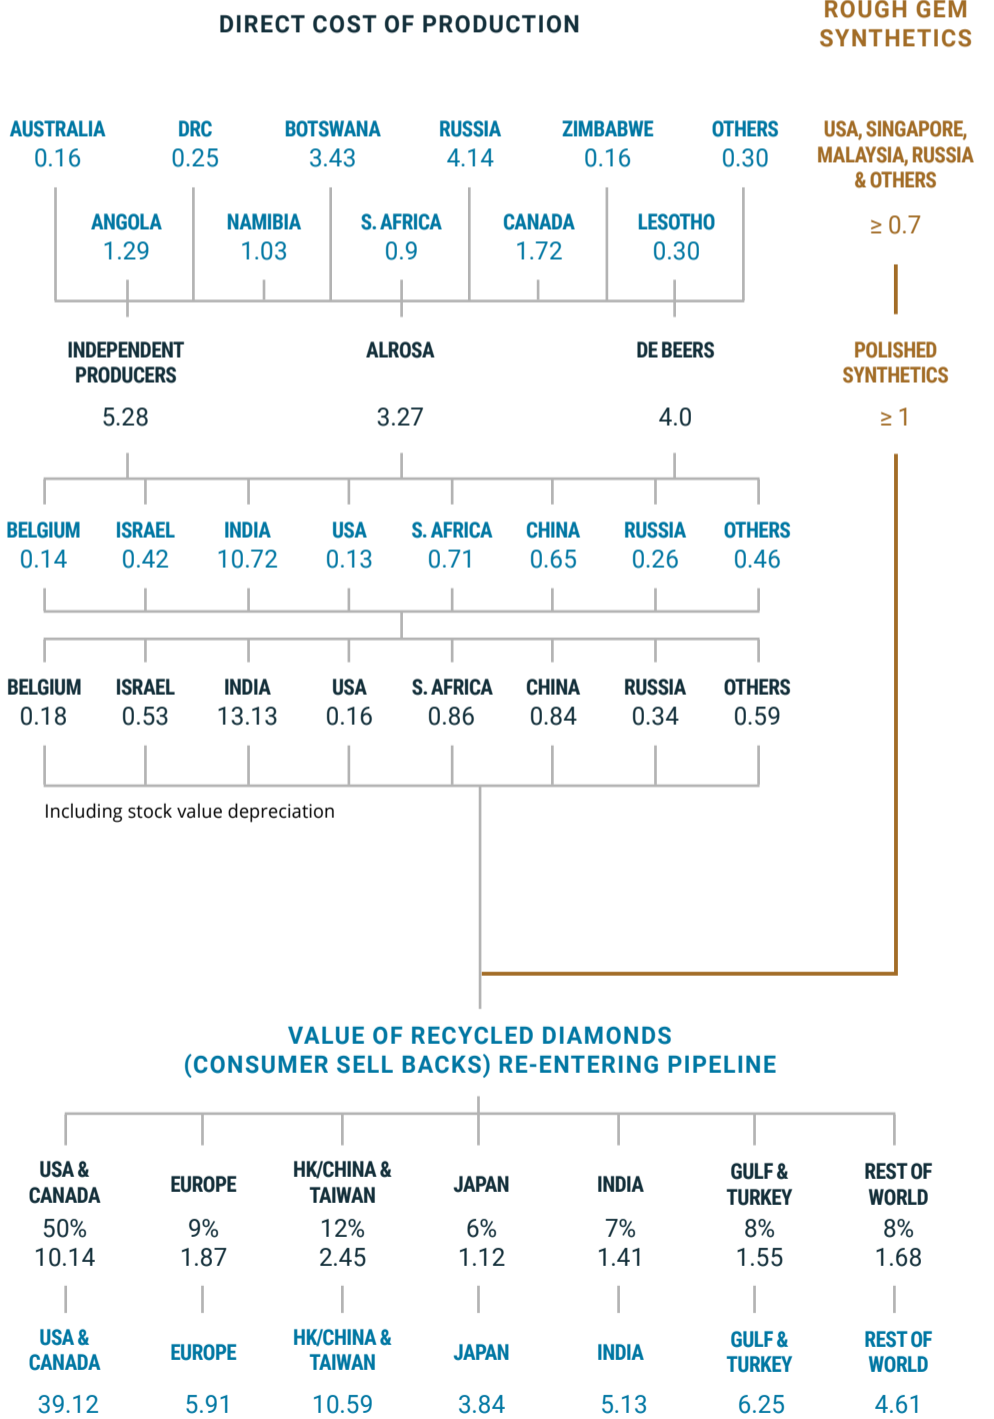 DIRECT COST OF PRODUCTION
ROUGH GEM
SYNTHETICS
AUSTRALIA
0.16
DRC
0.25
BOTSWANA
3.43
RUSSIA
4.14
ZIMBABWE
0.16
OTHERS
0.30
USA, SINGAPORE,
MALAYSIA, RUSSIA
& OTHERS
≥ 0.7
ANGOLA
1.29
NAMIBIA
1.03
S. AFRICA
0.9
CANADA
1.72
LESOTHO
0.30
INDEPENDENT
PRODUCERS
5.28
ALROSA
3.27
DE BEERS
4.0
POLISHED
SYNTHETICS
≥ 1
BELGIUM
0.14
ISRAEL
0.42
INDIA
10.72
USA
0.13
S. AFRICA
0.71
CHINA
0.65
RUSSIA
0.26
OTHERS
0.46
BELGIUM
0.18
ISRAEL
0.53
INDIA
13.13
USA
0.16
S. AFRICA
0.86
CHINA
0.84
RUSSIA
0.34
OTHERS
0.59
Including stock value depreciation
VALUE OF RECYCLED DIAMONDS
(CONSUMER SELL BACKS) RE-ENTERING PIPELINE
USA &
CANADA
50%
10.14
EUROPE
9%
1.87
HK/CHINA &
TAIWAN
12%
2.45
JAPAN
6%
1.12
INDIA
7%
1.41
GULF &
TURKEY
8%
1.55
REST OF
WORLD
8%
1.68
USA &
CANADA
39.12
EUROPE
5.91
HK/CHINA &
TAIWAN
10.59
JAPAN
3.84
INDIA
5.13
GULF &
TURKEY
6.25
REST OF
WORLD
4.61